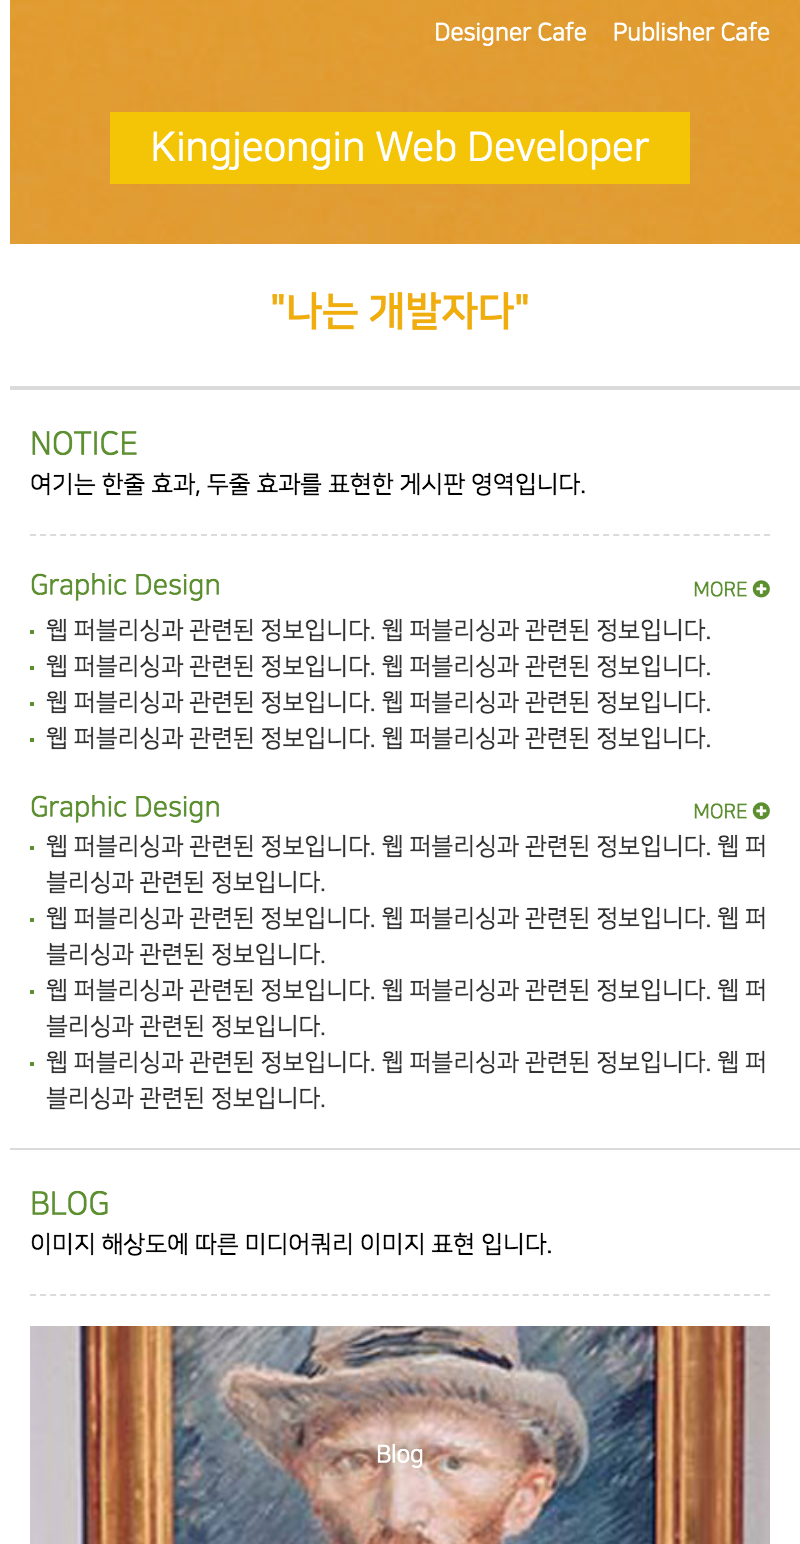 Designer Cafe Publisher Cafe
Kingjeongin Web Developer
"나는 개발자다"
NOTICE
여기는 한줄 효과, 두줄 효과를 표현한 게시판 영역입니다.
Graphic Design
MORE
웹 퍼블리싱과 관련된 정보입니다. 웹 퍼블리싱과 관련된 정보입니다.
웹 퍼블리싱과 관련된 정보입니다. 웹 퍼블리싱과 관련된 정보입니다.
웹 퍼블리싱과 관련된 정보입니다. 웹 퍼블리싱과 관련된 정보입니다.
웹 퍼블리싱과 관련된 정보입니다. 웹 퍼블리싱과 관련된 정보입니다.
Graphic Design
MORE
웹 퍼블리싱과 관련된 정보입니다. 웹 퍼블리싱과 관련된 정보입니다. 웹 퍼
블리싱과 관련된 정보입니다.
웹 퍼블리싱과 관련된 정보입니다. 웹 퍼블리싱과 관련된 정보입니다. 웹 퍼
블리싱과 관련된 정보입니다.
웹 퍼블리싱과 관련된 정보입니다. 웹 퍼블리싱과 관련된 정보입니다. 웹 퍼
블리싱과 관련된 정보입니다.
웹 퍼블리싱과 관련된 정보입니다. 웹 퍼블리싱과 관련된 정보입니다. 웹 퍼
블리싱과 관련된 정보입니다.
BLOG
이미지 해상도에 따른 미디어쿼리 이미지 표현 입니다.
Blog